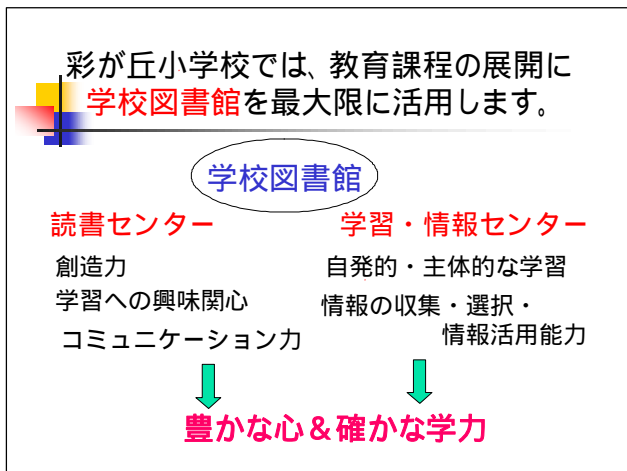 彩が丘小学校では、教育課程の展開に
学校図書館を最大限に活用します。
学校図書館
読書センター
創造力
学習への興味関心
コミュニケーション力
学習・情報センター
自発的・主体的な学習
情報の収集・選択・
情報活用能力
豊かな心＆確かな学力